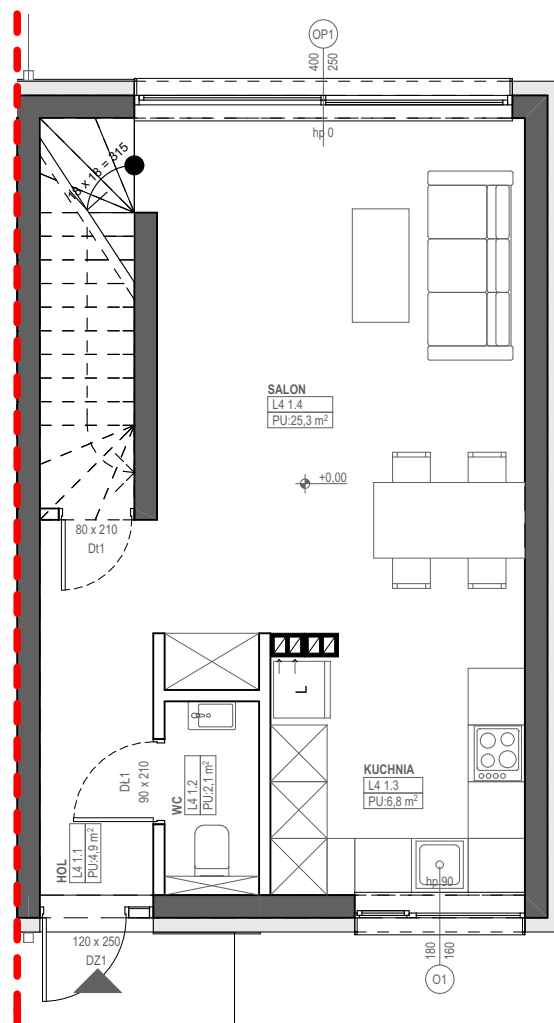 OP1
400
250
hp 0
18 x 18 = 315
SALON
L4 1.4
PU:25,3 m²
+0,00
80 x 210
Dt1
L
DŁ1
90 x 210
WC
L4 1.2
PU:2,1 m²
KUCHNIA
L4 1.3
PU:6,8 m²
HOL
L4 1.1
PU:4,9 m²
hp 90
120 x 250
DZ1
180
160
O1